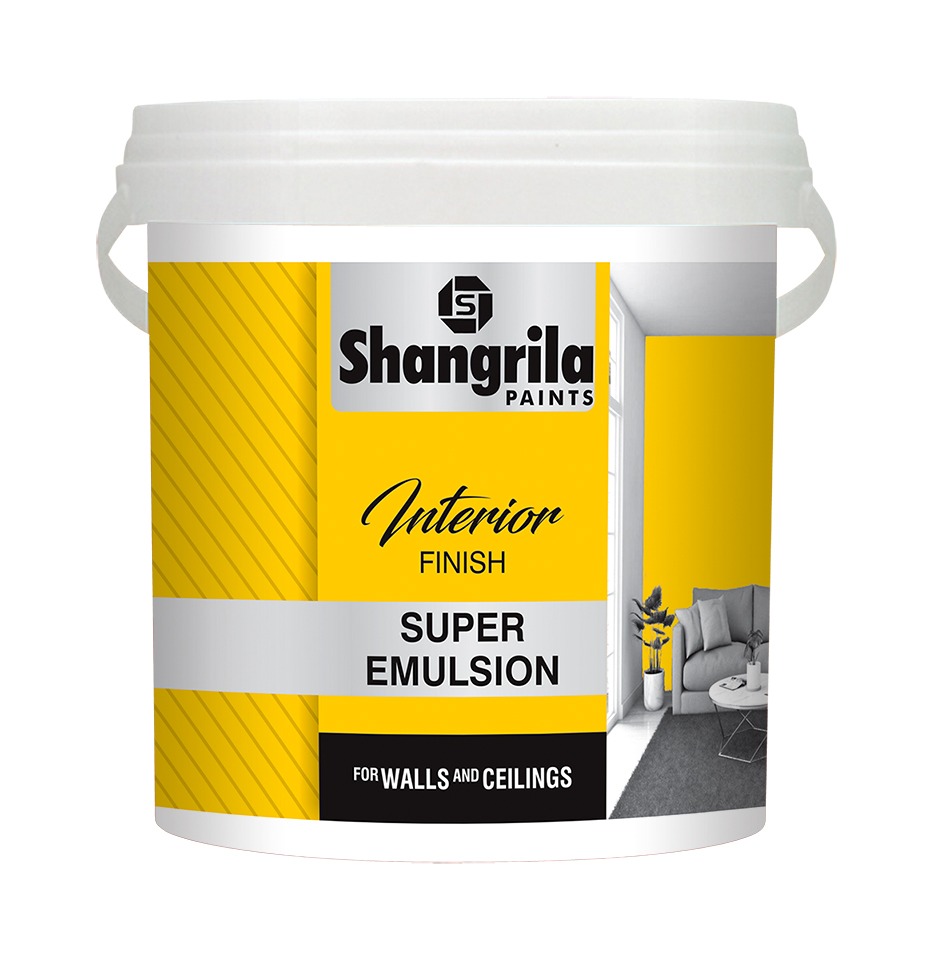 S
Shangrila
PAINTS
Interior
FINISH
SUPER
EMULSION
FOR WALLS AND CEILINGS